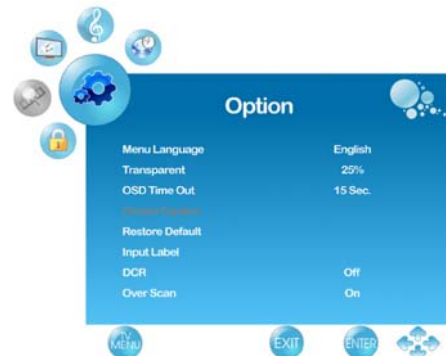 Option
Menu Language English
Transparent 25%
OSD Time Out 15 Sec.
Restore Default
Input Label
DCR Off
Over Scan On
TV MENU EXIT ENTER